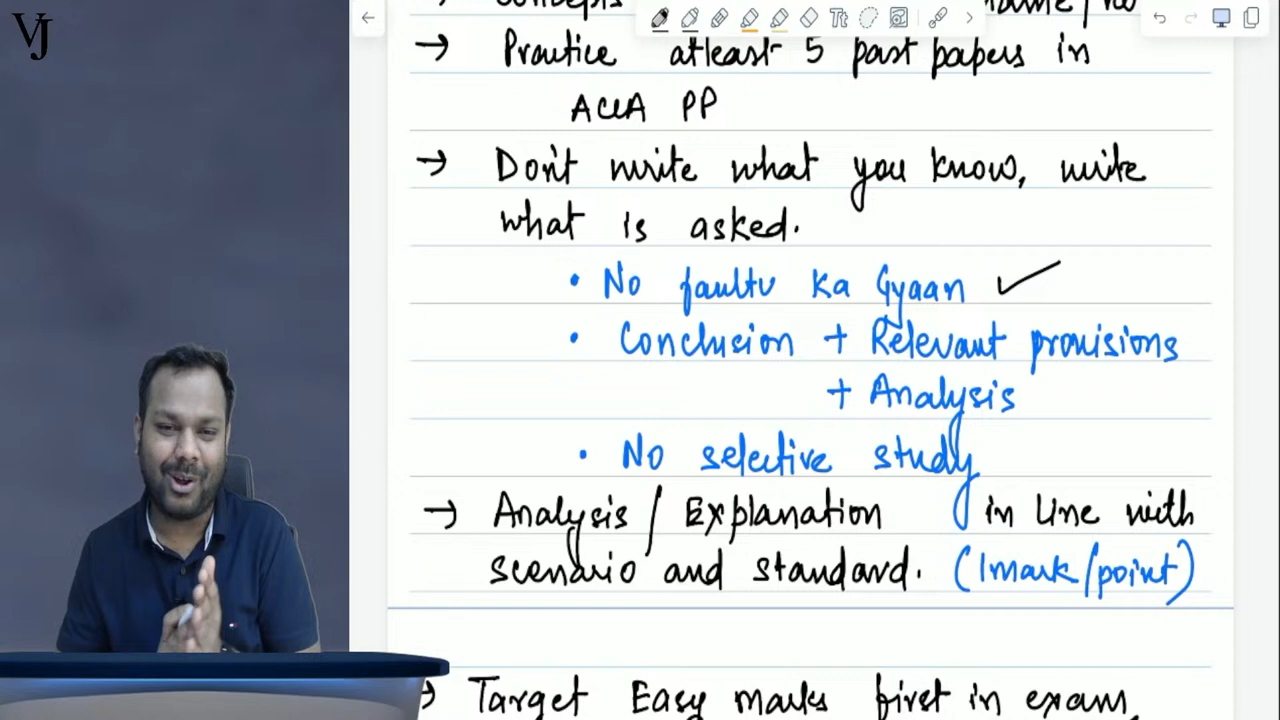 VJ
Concepts
Tt
→ Practice atleast 5 past papers in
ACCA PP
→ Don't write what you know, write
what is asked.
• No faltu ka Gyaan ✓
• Conclusion + Relevant provisions
+ Analysis
• No selective study
→ Analysis / Explanation in line with
scenario and standard. (1mark/point)
→ Target Easy marks first in exam.